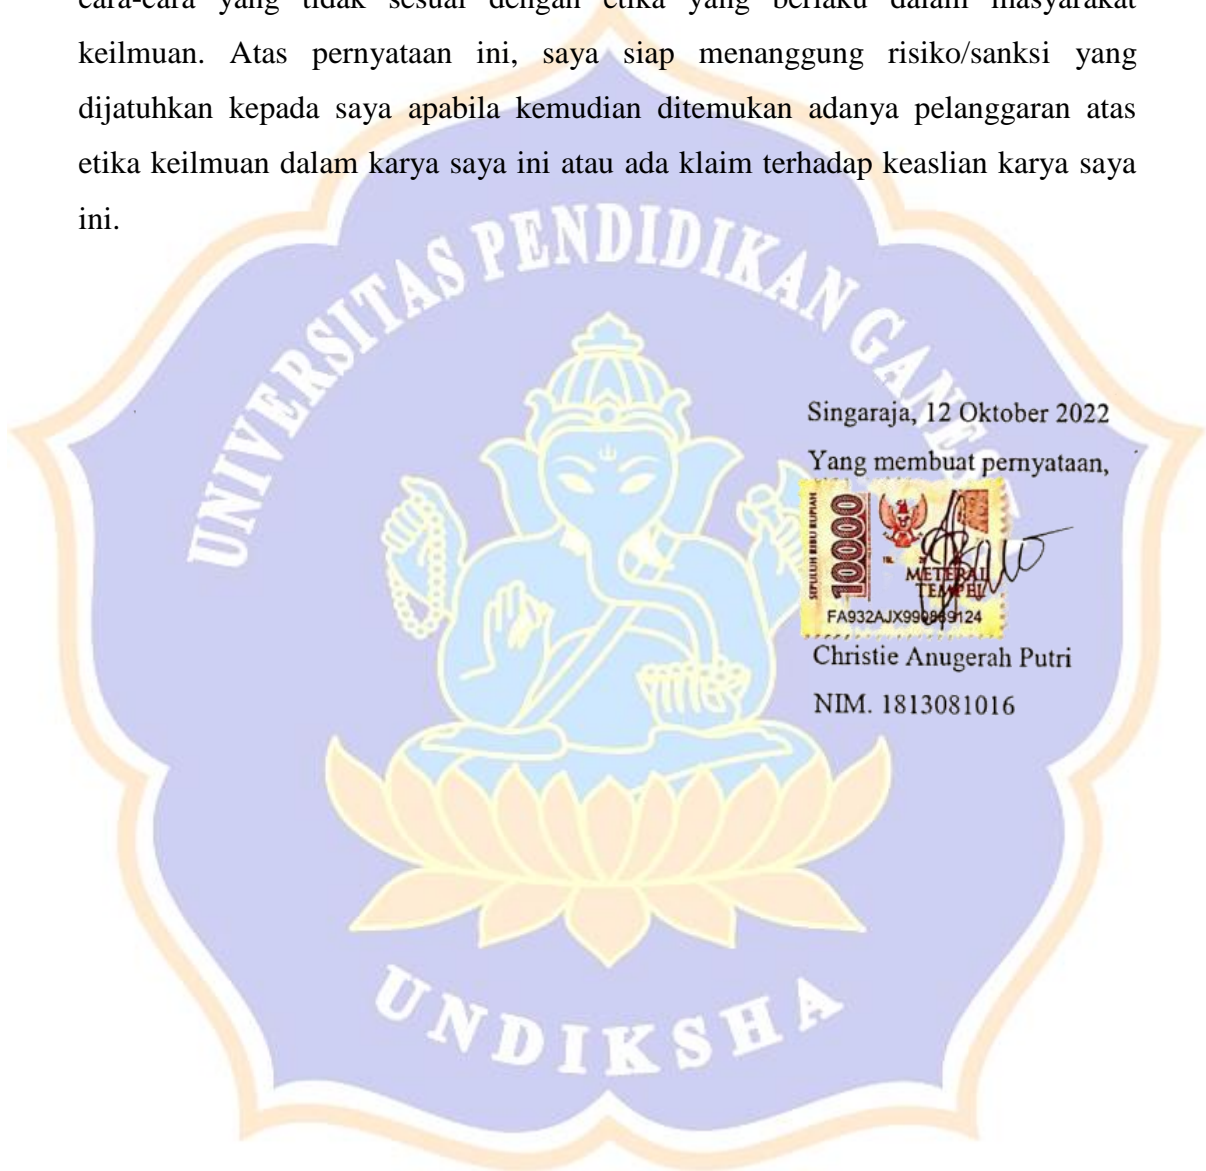 cara-cara yang tidak sesuai dengan etika yang berlaku dalam masyarakat
keilmuan. Atas pernyataan ini, saya siap menanggung risiko/sanksi yang
dijatuhkan kepada saya apabila kemudian ditemukan adanya pelanggaran atas
etika keilmuan dalam karya saya ini atau ada klaim terhadap keaslian karya saya
ini.
UNIVERSITAS PENDIDIKAN GANESHA
Singaraja, 12 Oktober 2022
Yang membuat pernyataan,
SEPULUH RIBU RUPIAH
10000
METERAI
TEMPEL
Christie Anugerah Putri
NIM. 1813081016
UNDIKSHA